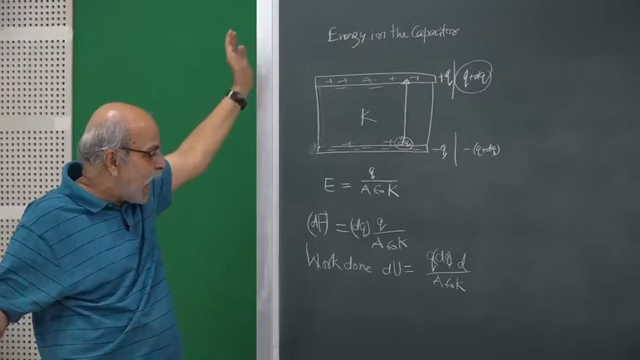 Energy in the Capacitor
+ + - - + +
+q | q+dq
K
+ dq
-q | -(q+dq)
E = q / Aε₀K
(dF) = (dq) q / Aε₀K
Work done dU = q(dq) d / Aε₀K